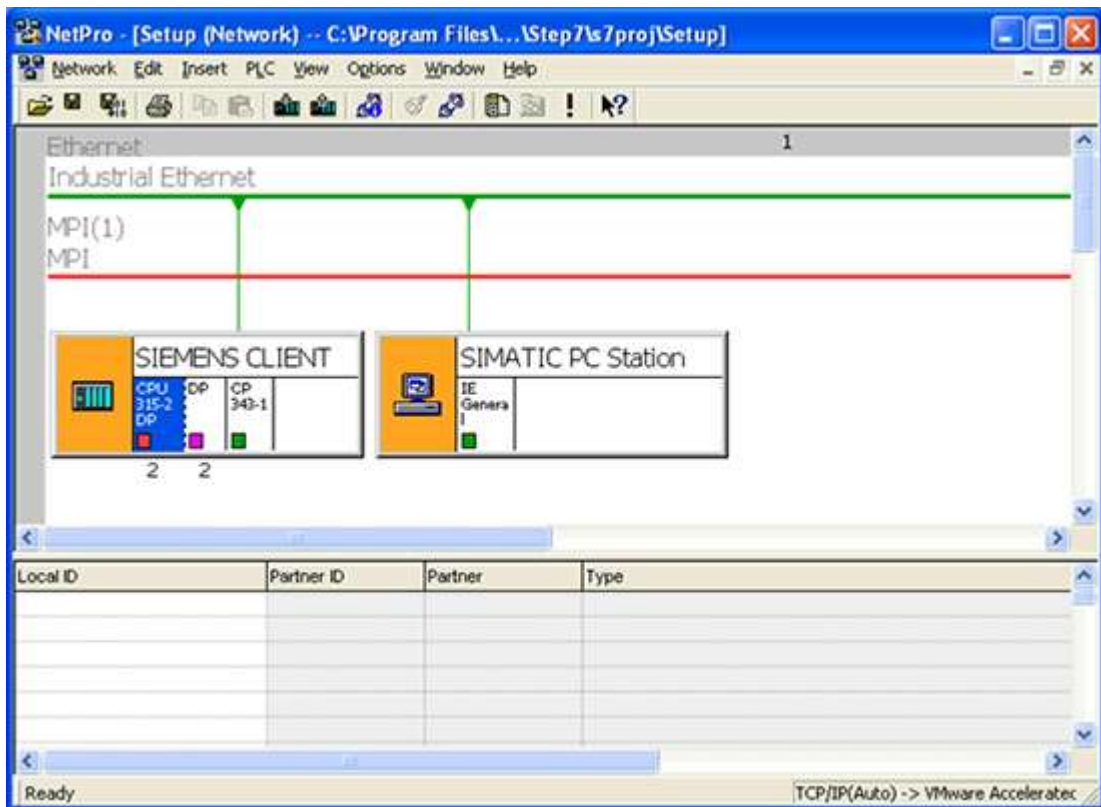 NetPro - [Setup (Network) -- C:\Program Files\...\Step7\s7proj\Setup]
Network Edit Insert PLC View Options Window Help
Ethernet
1
Industrial Ethernet
MPI(1)
MPI
SIEMENS CLIENT
CPU
315-2
DP
DP
CP
343-1
2
2
SIMATIC PC Station
IE
Genera
l
Local ID Partner ID Partner Type
Ready
TCP/IP(Auto) -> VMware Acceleratec